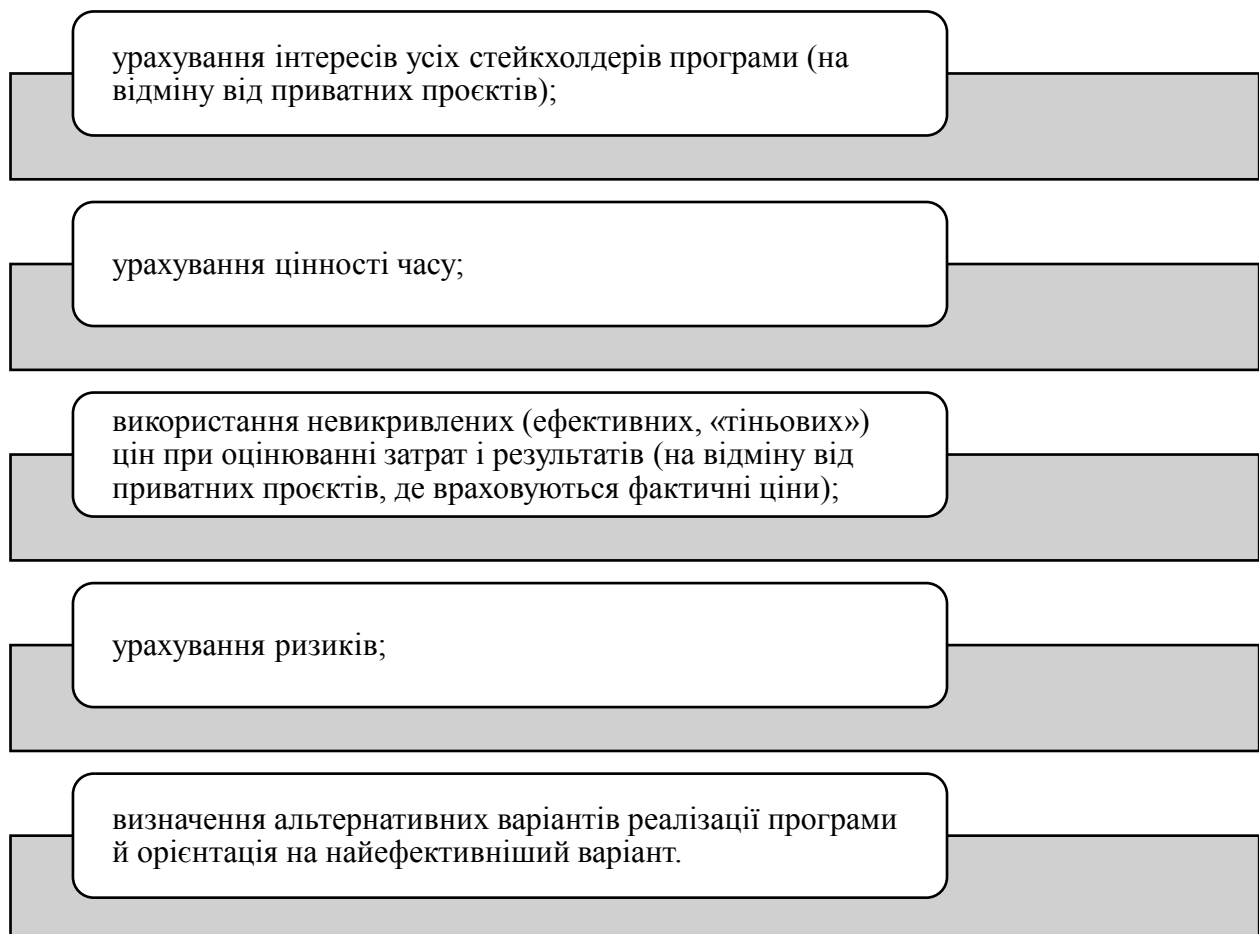 урахування інтересів усіх стейкхолдерів програми (на
відміну від приватних проєктів);
урахування цінності часу;
використання невикривлених (ефективних, «тіньових»)
цін при оцінюванні затрат і результатів (на відміну від
приватних проєктів, де враховуються фактичні ціни);
урахування ризиків;
визначення альтернативних варіантів реалізації програми
й орієнтація на найефективніший варіант.